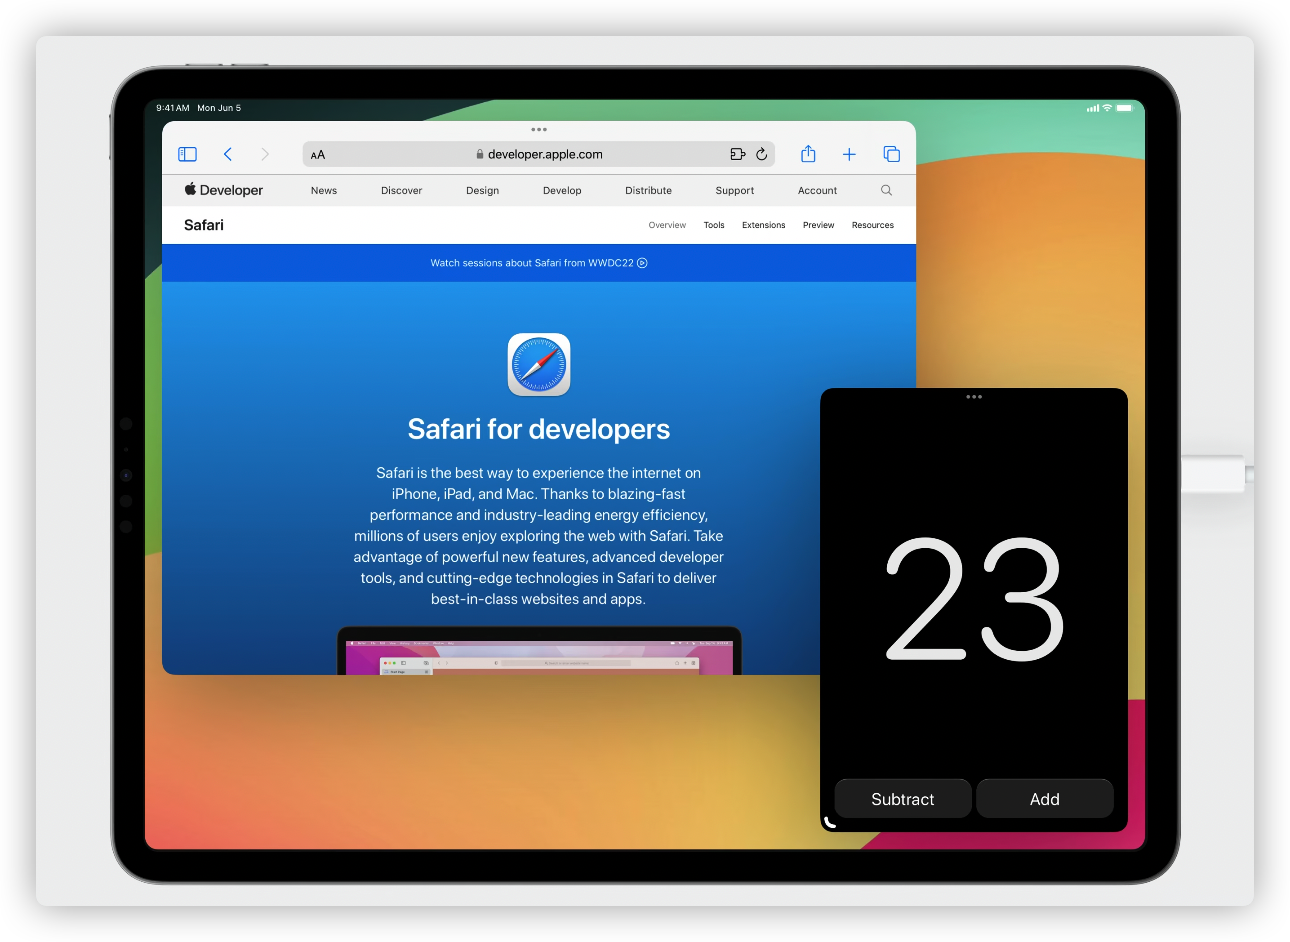 9:41 AM Mon Jun 5
AA developer.apple.com
Developer News Discover Design Develop Distribute Support Account
Safari Overview Tools Extensions Preview Resources
Watch sessions about Safari from WWDC22
Safari for developers
Safari is the best way to experience the internet on
iPhone, iPad, and Mac. Thanks to blazing-fast
performance and industry-leading energy efficiency,
millions of users enjoy exploring the web with Safari. Take
advantage of powerful new features, advanced developer
tools, and cutting-edge technologies in Safari to deliver
best-in-class websites and apps.
23
Subtract Add